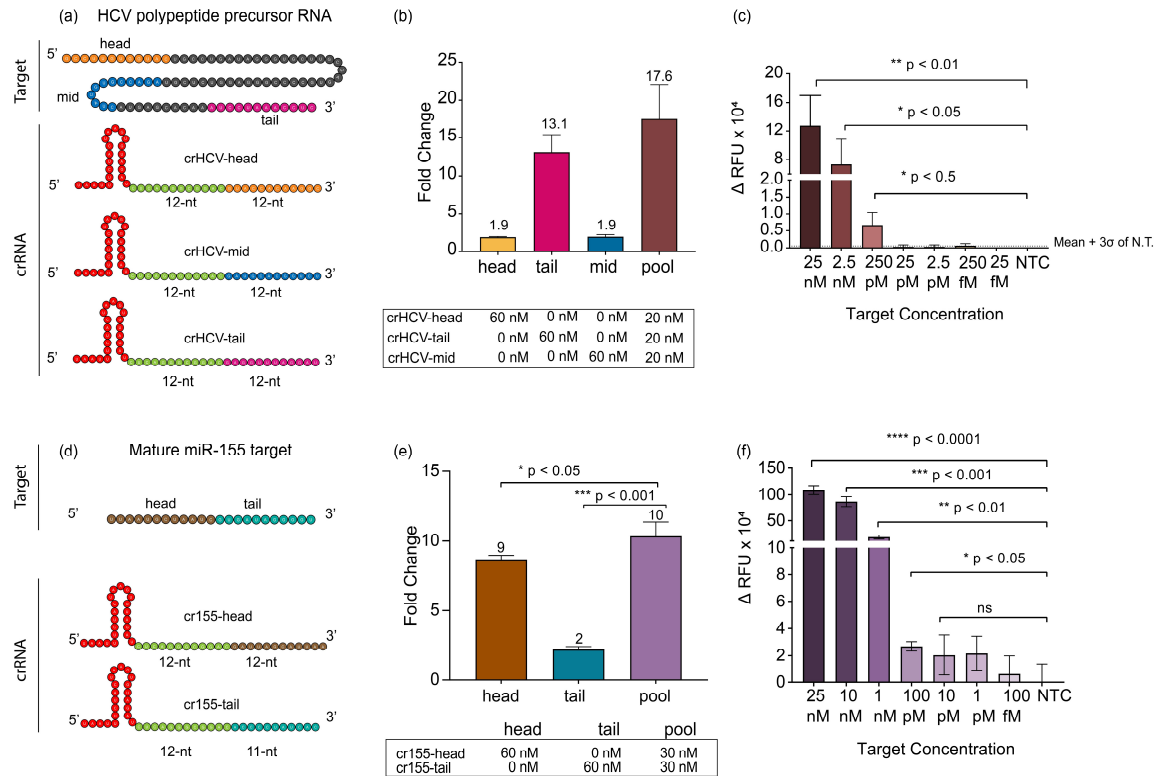 (a) HCV polypeptide precursor RNA
Target
5’
head
mid
3’
tail
crRNA
crHCV-head
5’
3’
12-nt 12-nt
crHCV-mid
5’
3’
12-nt 12-nt
crHCV-tail
5’
3’
12-nt 12-nt
(b)
Fold Change
25
20
15
10
5
0
1.9
13.1
1.9
17.6
head tail mid pool
crHCV-head 60 nM 0 nM 0 nM 20 nM
crHCV-tail 0 nM 60 nM 0 nM 20 nM
crHCV-mid 0 nM 0 nM 60 nM 20 nM
(c)
Δ RFU x 10⁴
20
16
12
8
2.0
1.5
1.0
0.5
0.0
** p < 0.01
* p < 0.05
* p < 0.5
Mean + 3σ of N.T.
25 2.5 250 25 2.5 250 25 NTC
nM nM pM pM pM fM fM
Target Concentration
(d) Mature miR-155 target
Target
head tail
5’ 3’
crRNA
cr155-head
5’
3’
12-nt 12-nt
cr155-tail
5’
3’
12-nt 11-nt
(e)
Fold Change
15
10
5
0
* p < 0.05
*** p < 0.001
9
2
10
head tail pool
head tail pool
cr155-head 60 nM 0 nM 30 nM
cr155-tail 0 nM 60 nM 30 nM
(f)
Δ RFU x 10⁴
150
100
50
10
8
6
4
2
0
**** p < 0.0001
*** p < 0.001
** p < 0.01
* p < 0.05
ns
25 10 1 100 10 1 100 NTC
nM nM nM pM pM pM fM
Target Concentration